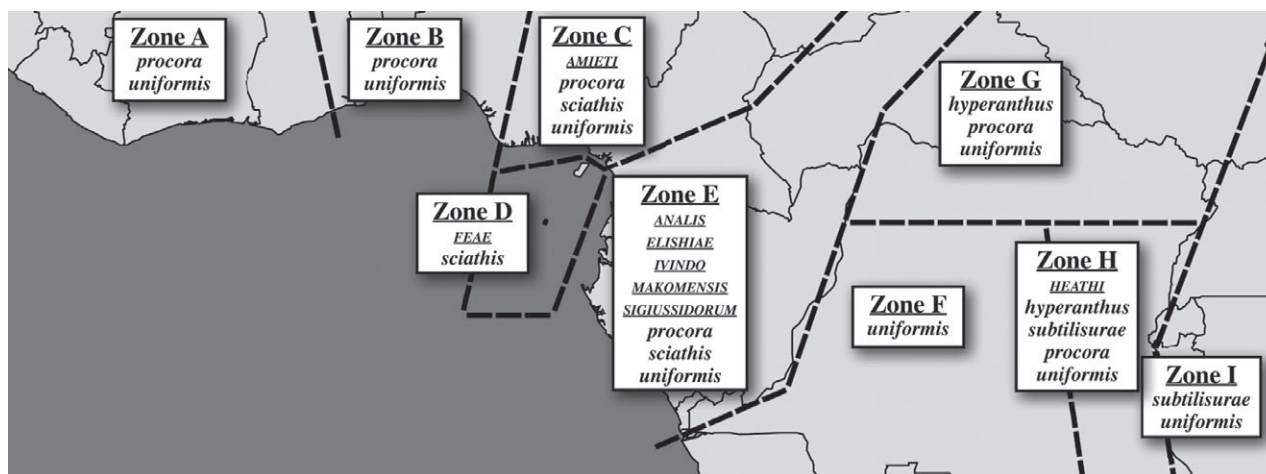 Zone A
procora
uniformis
Zone B
procora
uniformis
Zone C
AMIETI
procora
sciathis
uniformis
Zone D
FEAE
sciathis
Zone E
ANALIS
ELISHIAE
IVINDO
MAKOMENSIS
SIGIUSSIDORUM
procora
sciathis
uniformis
Zone F
uniformis
Zone G
hyperanthus
procora
uniformis
Zone H
HEATHI
hyperanthus
subtilisurae
procora
uniformis
Zone I
subtilisurae
uniformis